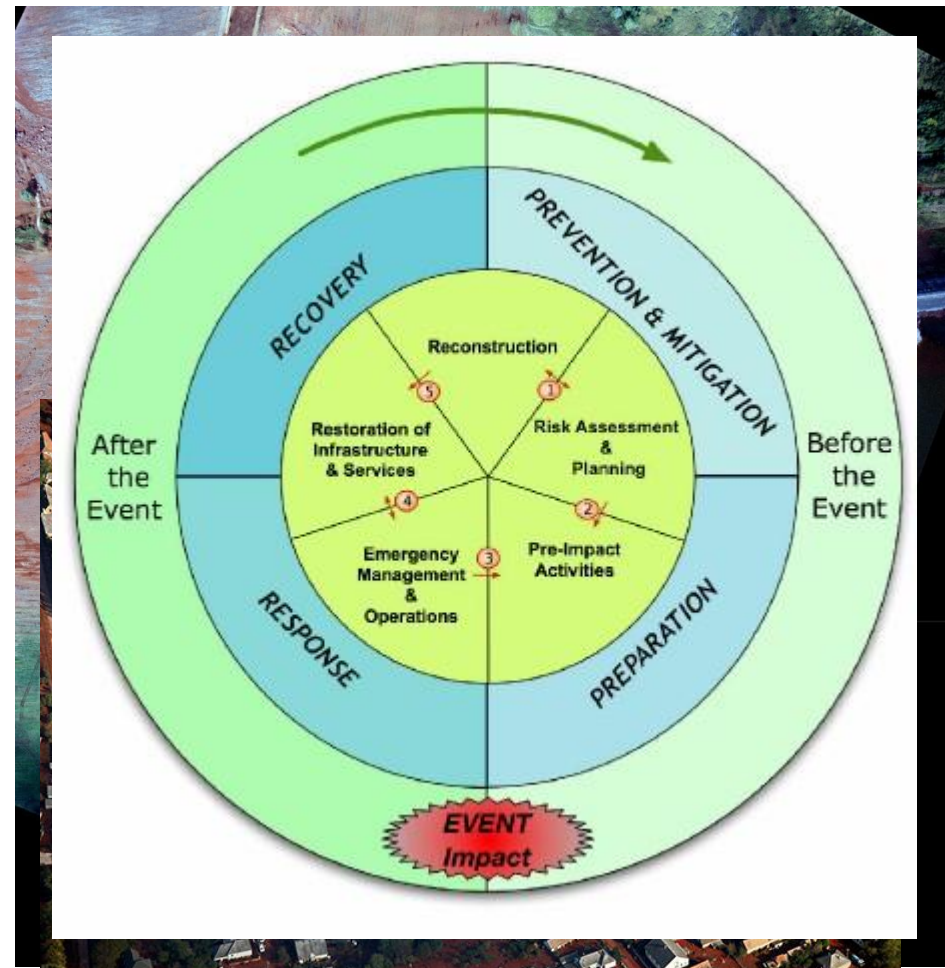 RECOVERY
PREVENTION & MITIGATION
Reconstruction
5
1
Restoration of
Infrastructure
& Services
Risk Assessment
&
Planning
After
the
Event
Before
the
Event
4
2
Emergency
Management
&
Operations
3
Pre-Impact
Activities
RESPONSE
PREPARATION
EVENT
Impact